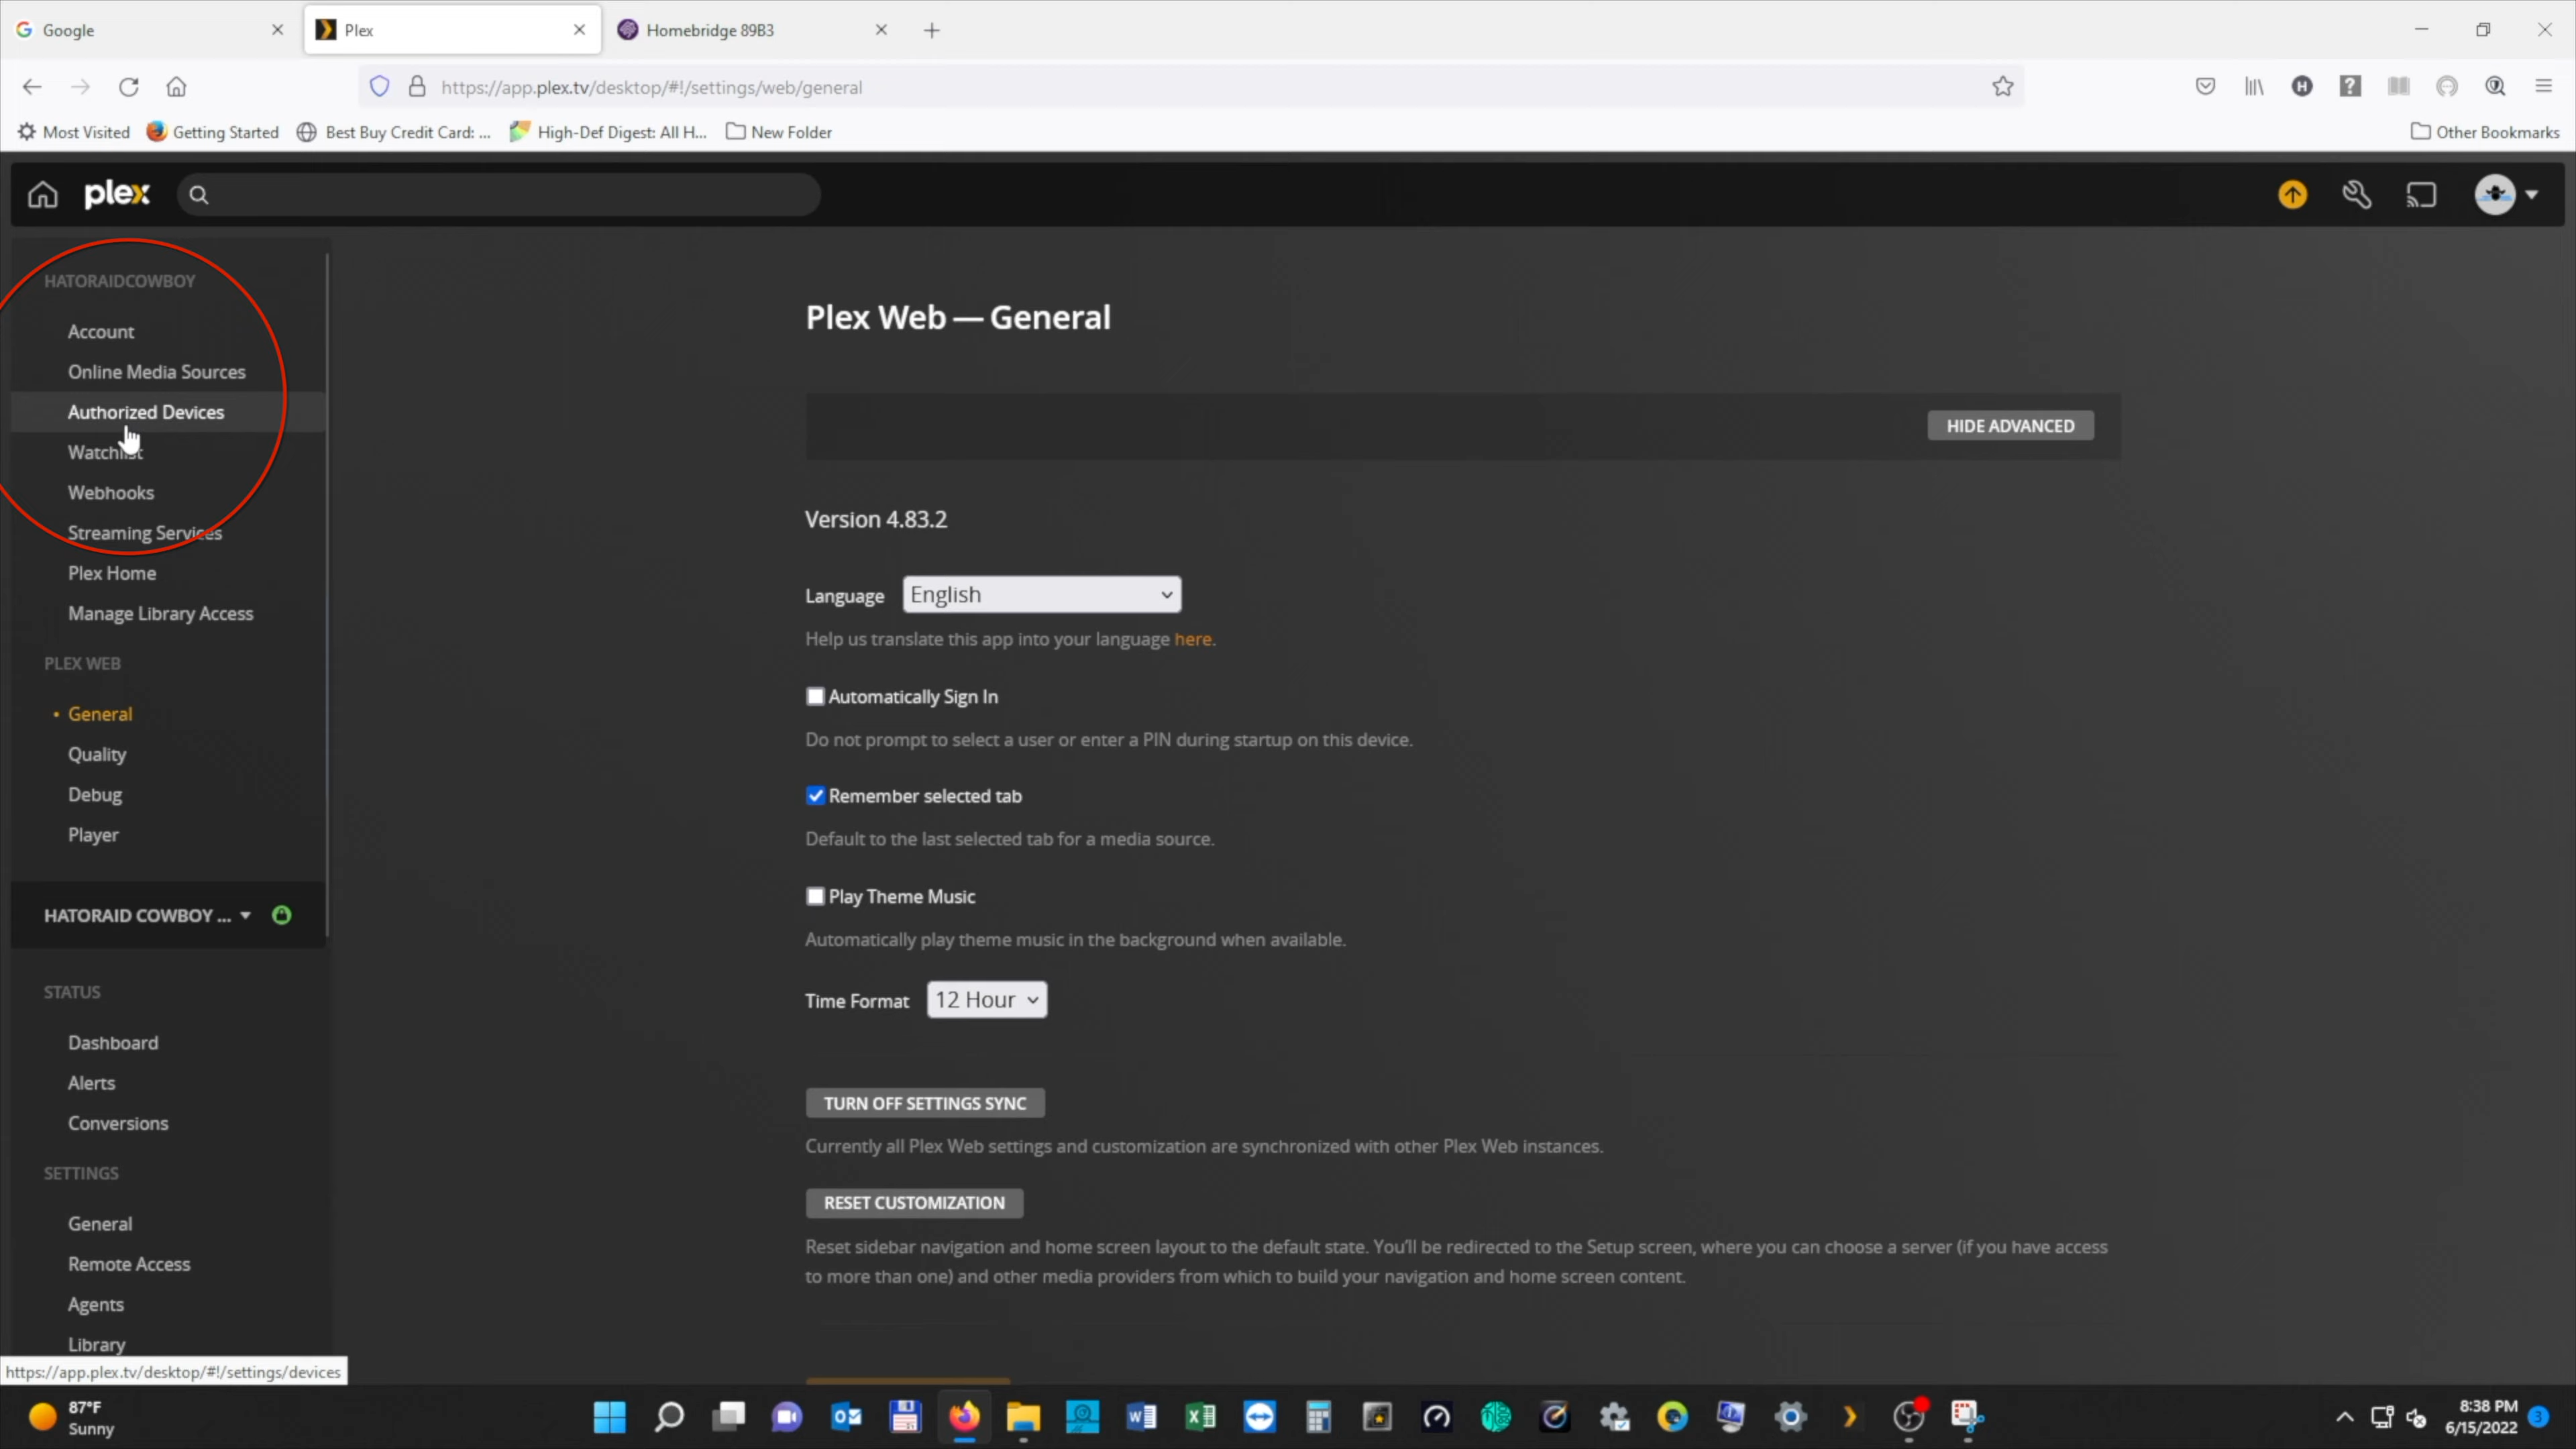 Google
Plex
Homebridge 89B3
https://app.plex.tv/desktop/#!/settings/web/general
Most Visited
Getting Started
Best Buy Credit Card: ...
High-Def Digest: All H...
New Folder
Other Bookmarks
plex
HATORAIDCOWBOY
Account
Online Media Sources
Authorized Devices
Watchlist
Webhooks
Streaming Services
Plex Home
Manage Library Access
PLEX WEB
General
Quality
Debug
Player
HATORAID COWBOY ...
STATUS
Dashboard
Alerts
Conversions
SETTINGS
General
Remote Access
Agents
Library
https://app.plex.tv/desktop/#!/settings/devices
Plex Web — General
HIDE ADVANCED
Version 4.83.2
Language English
Help us translate this app into your language here.
Automatically Sign In
Do not prompt to select a user or enter a PIN during startup on this device.
Remember selected tab
Default to the last selected tab for a media source.
Play Theme Music
Automatically play theme music in the background when available.
Time Format 12 Hour
TURN OFF SETTINGS SYNC
Currently all Plex Web settings and customization are synchronized with other Plex Web instances.
RESET CUSTOMIZATION
Reset sidebar navigation and home screen layout to the default state. You'll be redirected to the Setup screen, where you can choose a server (if you have access
to more than one) and other media providers from which to build your navigation and home screen content.
87°F
Sunny
8:38 PM
6/15/2022
3